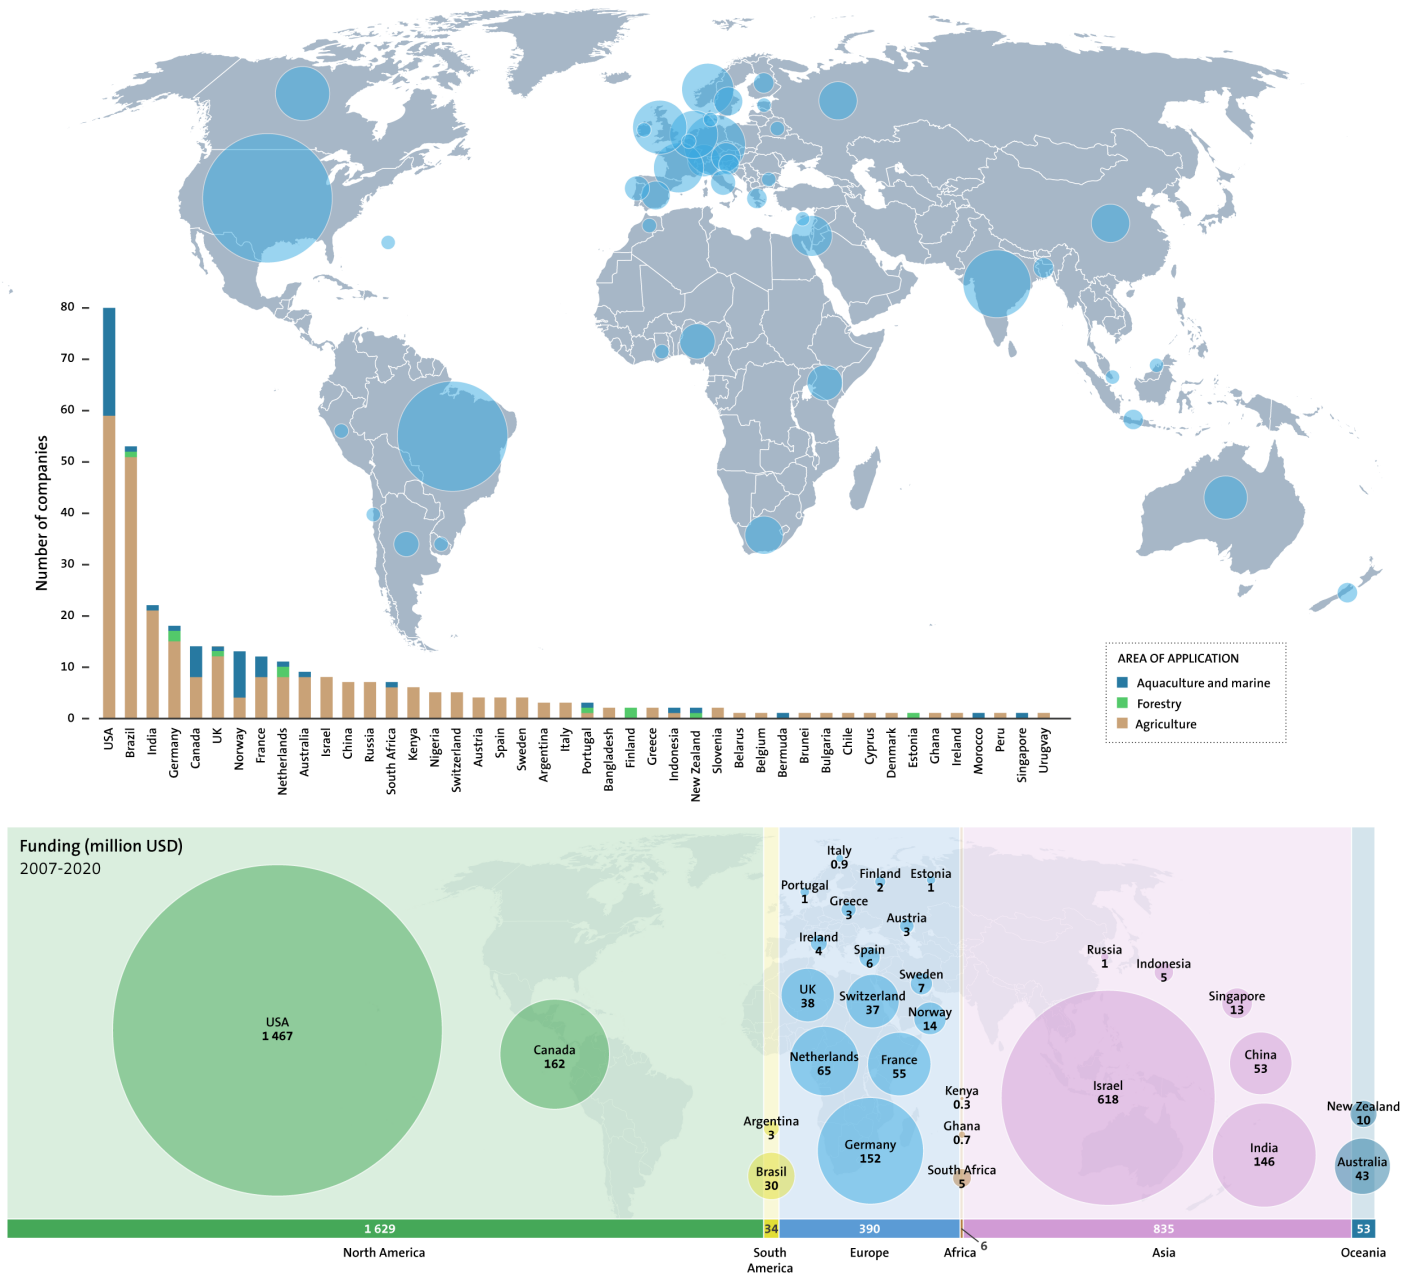 80
70
60
50
40
30
20
10
0
Number of companies
USA
Brazil
India
Germany
Canada
UK
Norway
France
Netherlands
Australia
Israel
China
Russia
South Africa
Kenya
Nigeria
Switzerland
Austria
Spain
Sweden
Argentina
Italy
Portugal
Bangladesh
Finland
Greece
Indonesia
New Zealand
Slovenia
Belarus
Belgium
Bermuda
Brunei
Bulgaria
Chile
Cyprus
Denmark
Estonia
Ghana
Ireland
Morocco
Peru
Singapore
Urugvay
AREA OF APPLICATION
Aquaculture and marine
Forestry
Agriculture
Funding (million USD)
2007-2020
USA
1 467
Canada
162
Argentina
3
Brasil
30
Italy
0.9
Portugal
1
Finland
2
Estonia
1
Greece
3
Austria
3
Ireland
4
Spain
6
Sweden
7
UK
38
Switzerland
37
Norway
14
Netherlands
65
France
55
Germany
152
Kenya
0.3
Ghana
0.7
South Africa
5
Russia
1
Indonesia
5
Singapore
13
Israel
618
China
53
India
146
New Zealand
10
Australia
43
1 629
34
390
6
835
53
North America
South
America
Europe
Africa
Asia
Oceania